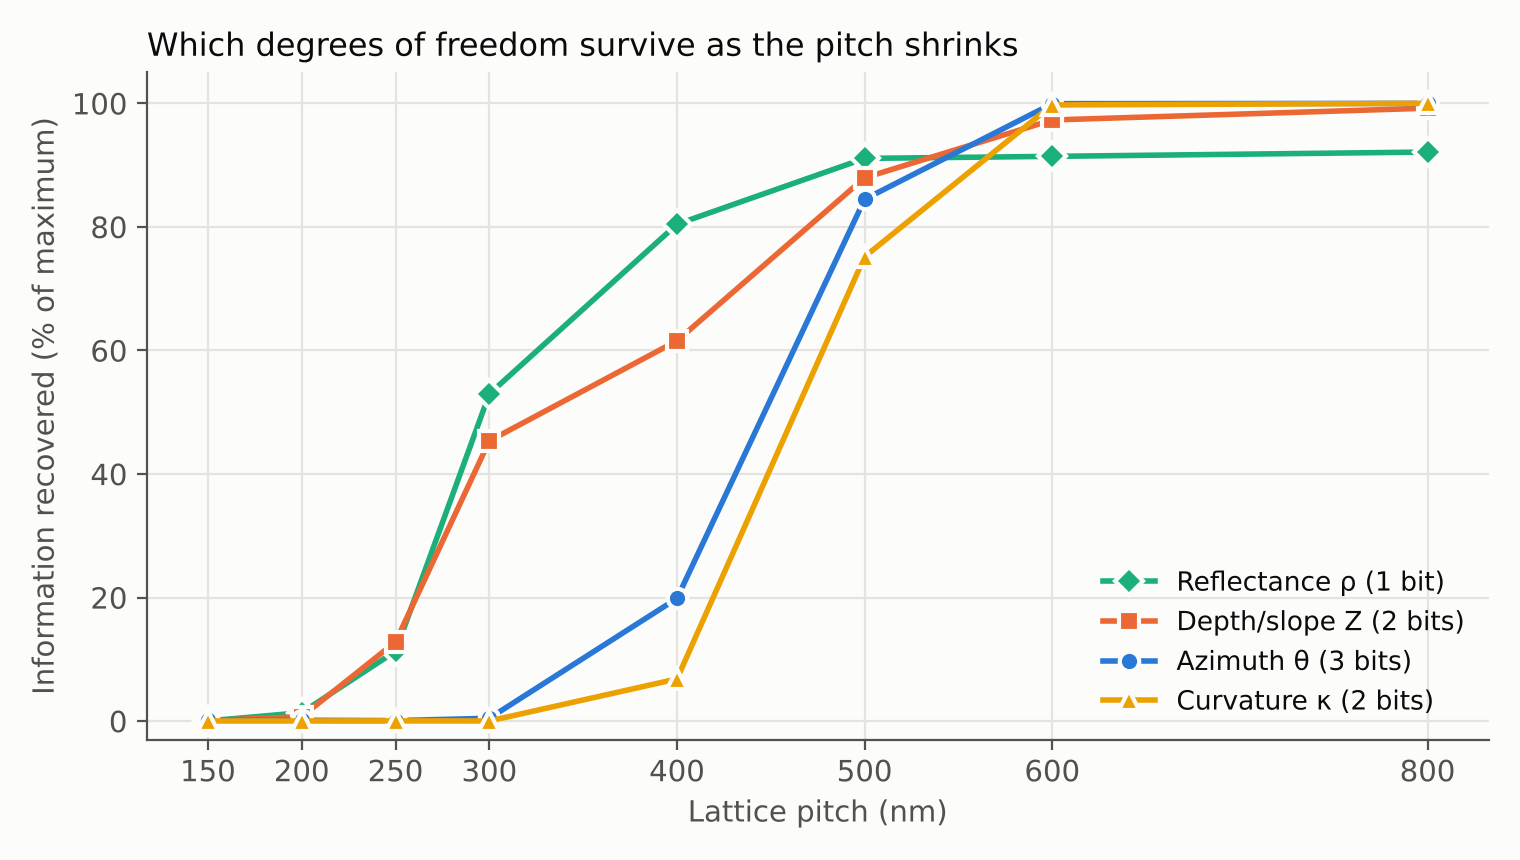 Which degrees of freedom survive as the pitch shrinks
Information recovered (% of maximum)
100
80
60
40
20
0
Reflectance ρ (1 bit)
Depth/slope Z (2 bits)
Azimuth θ (3 bits)
Curvature κ (2 bits)
150 200 250 300 400 500 600 800
Lattice pitch (nm)